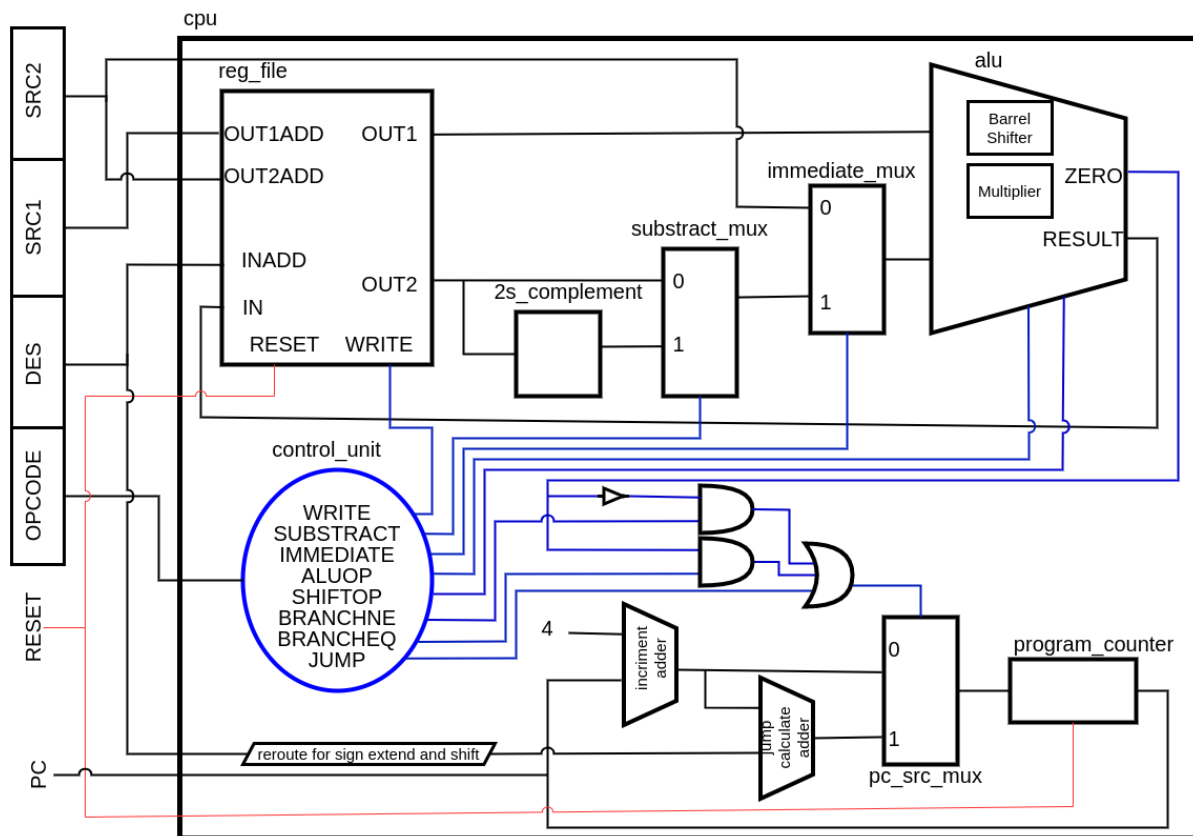 cpu
SRC2
SRC1
DES
OPCODE
RESET
PC
reg_file
OUT1ADD
OUT2ADD
INADD
IN
RESET
WRITE
OUT1
OUT2
2s_complement
substract_mux
0
1
immediate_mux
0
1
alu
Barrel
Shifter
Multiplier
ZERO
RESULT
control_unit
WRITE
SUBSTRACT
IMMEDIATE
ALUOP
SHIFTOP
BRANCHNE
BRANCHEQ
JUMP
4
incriment
adder
jump
calculate
adder
0
1
pc_src_mux
program_counter
reroute for sign extend and shift